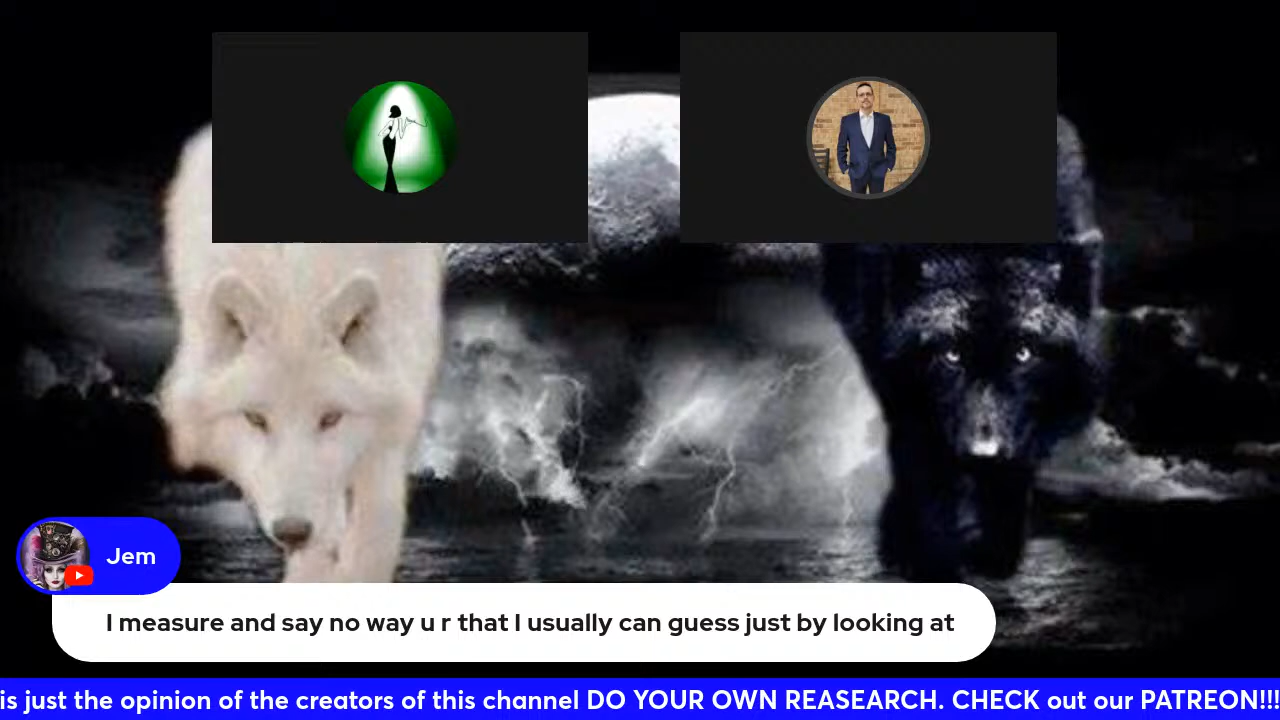 Jem
I measure and say no way u r that I usually can guess just by looking at
is just the opinion of the creators of this channel DO YOUR OWN REASEARCH. CHECK out our PATREON!!!